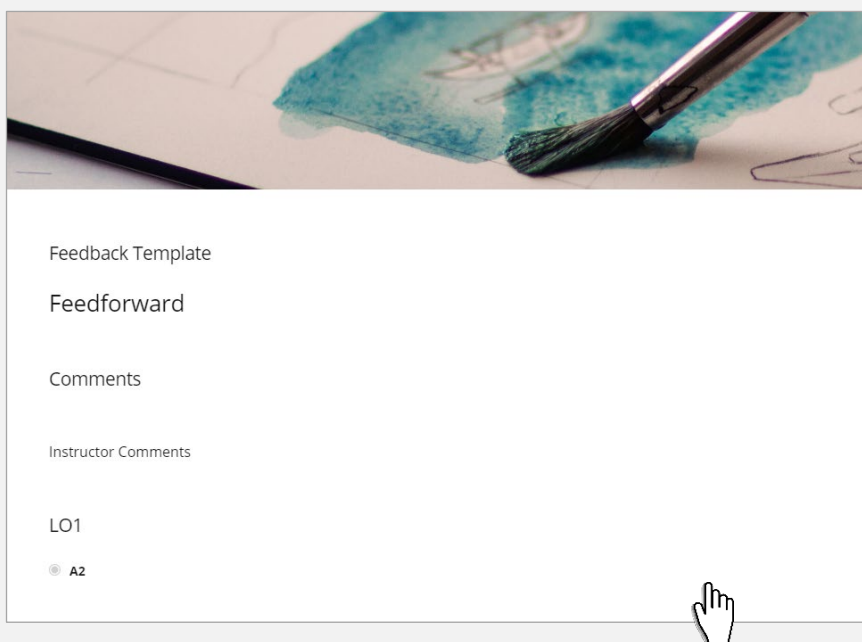 Feedback Template
Feedforward
Comments
Instructor Comments
LO1
A2